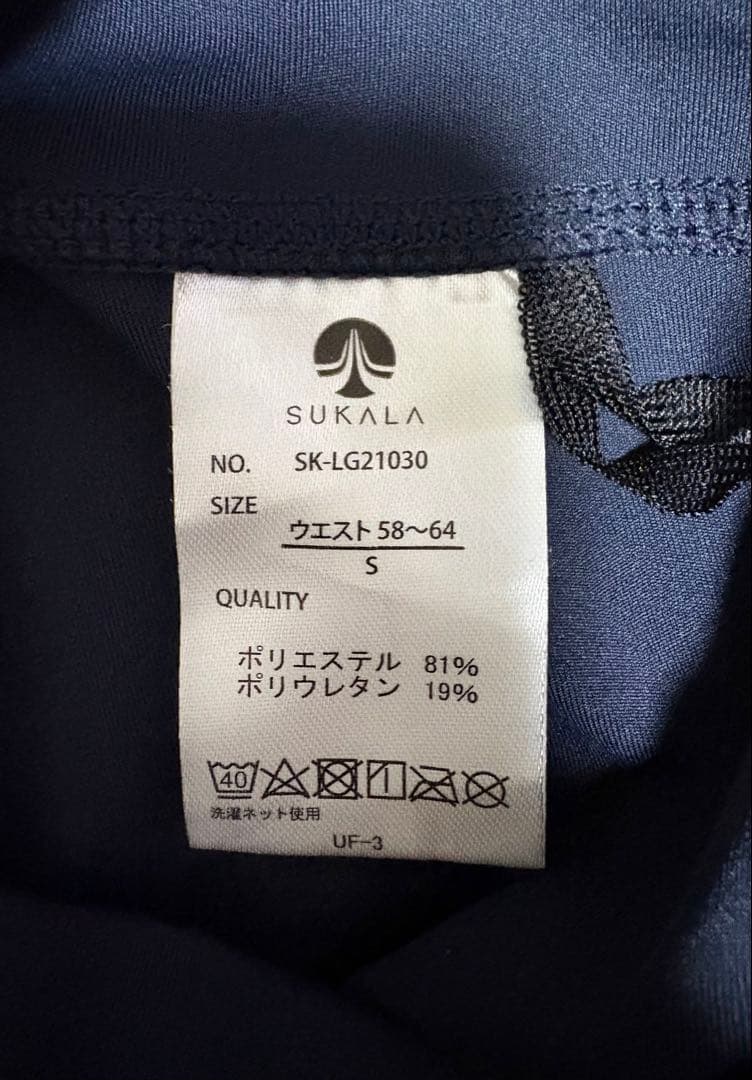 SUKALA
NO. SK-LG21030
SIZE
ウエスト 58～64
S
QUALITY
ポリエステル 81%
ポリウレタン 19%
40
洗濯ネット使用
UF-3